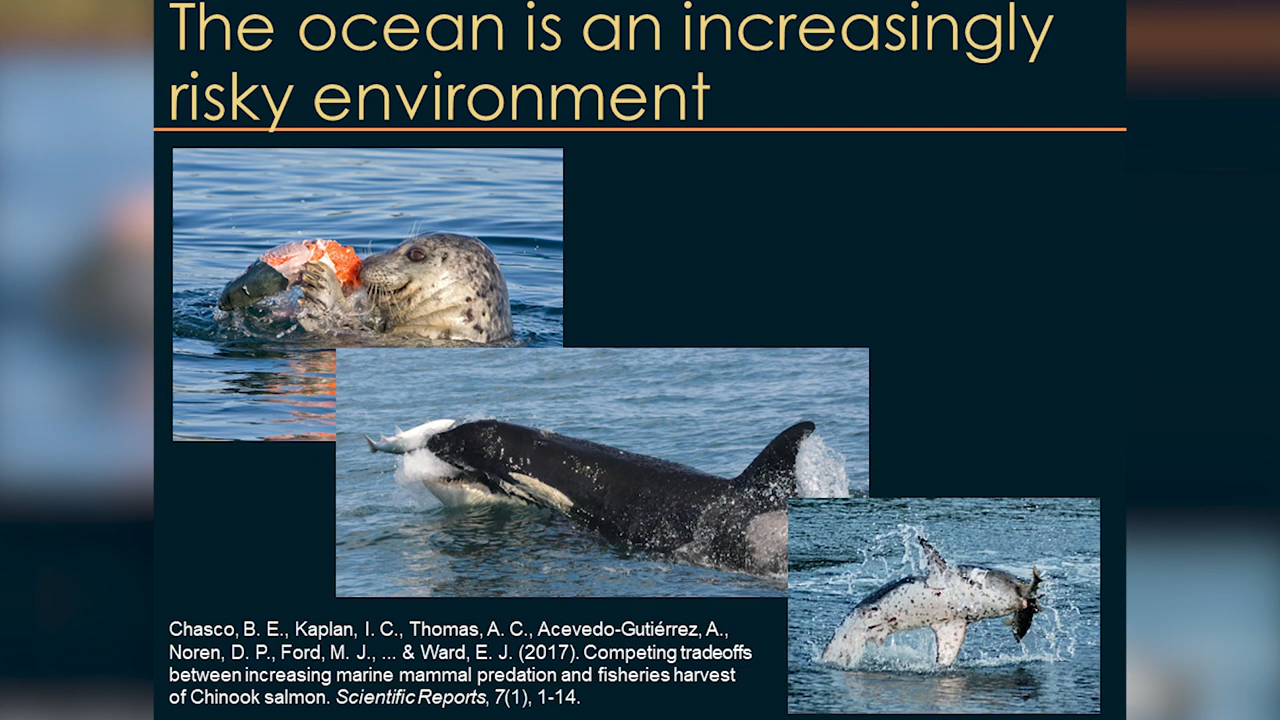 The ocean is an increasingly
risky environment
Chasco, B. E., Kaplan, I. C., Thomas, A. C., Acevedo-Gutiérrez, A.,
Noren, D. P., Ford, M. J., ... & Ward, E. J. (2017). Competing tradeoffs
between increasing marine mammal predation and fisheries harvest
of Chinook salmon. Scientific Reports, 7(1), 1-14.